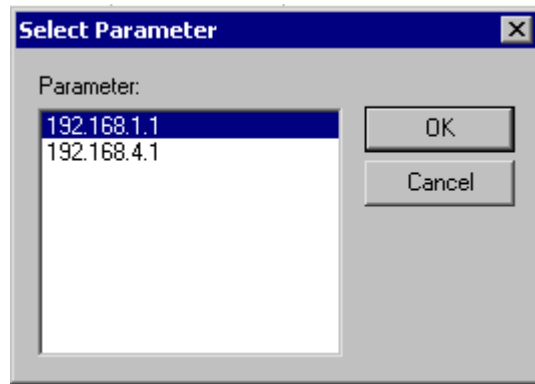 Select Parameter
Parameter:
192.168.1.1
192.168.4.1
OK
Cancel